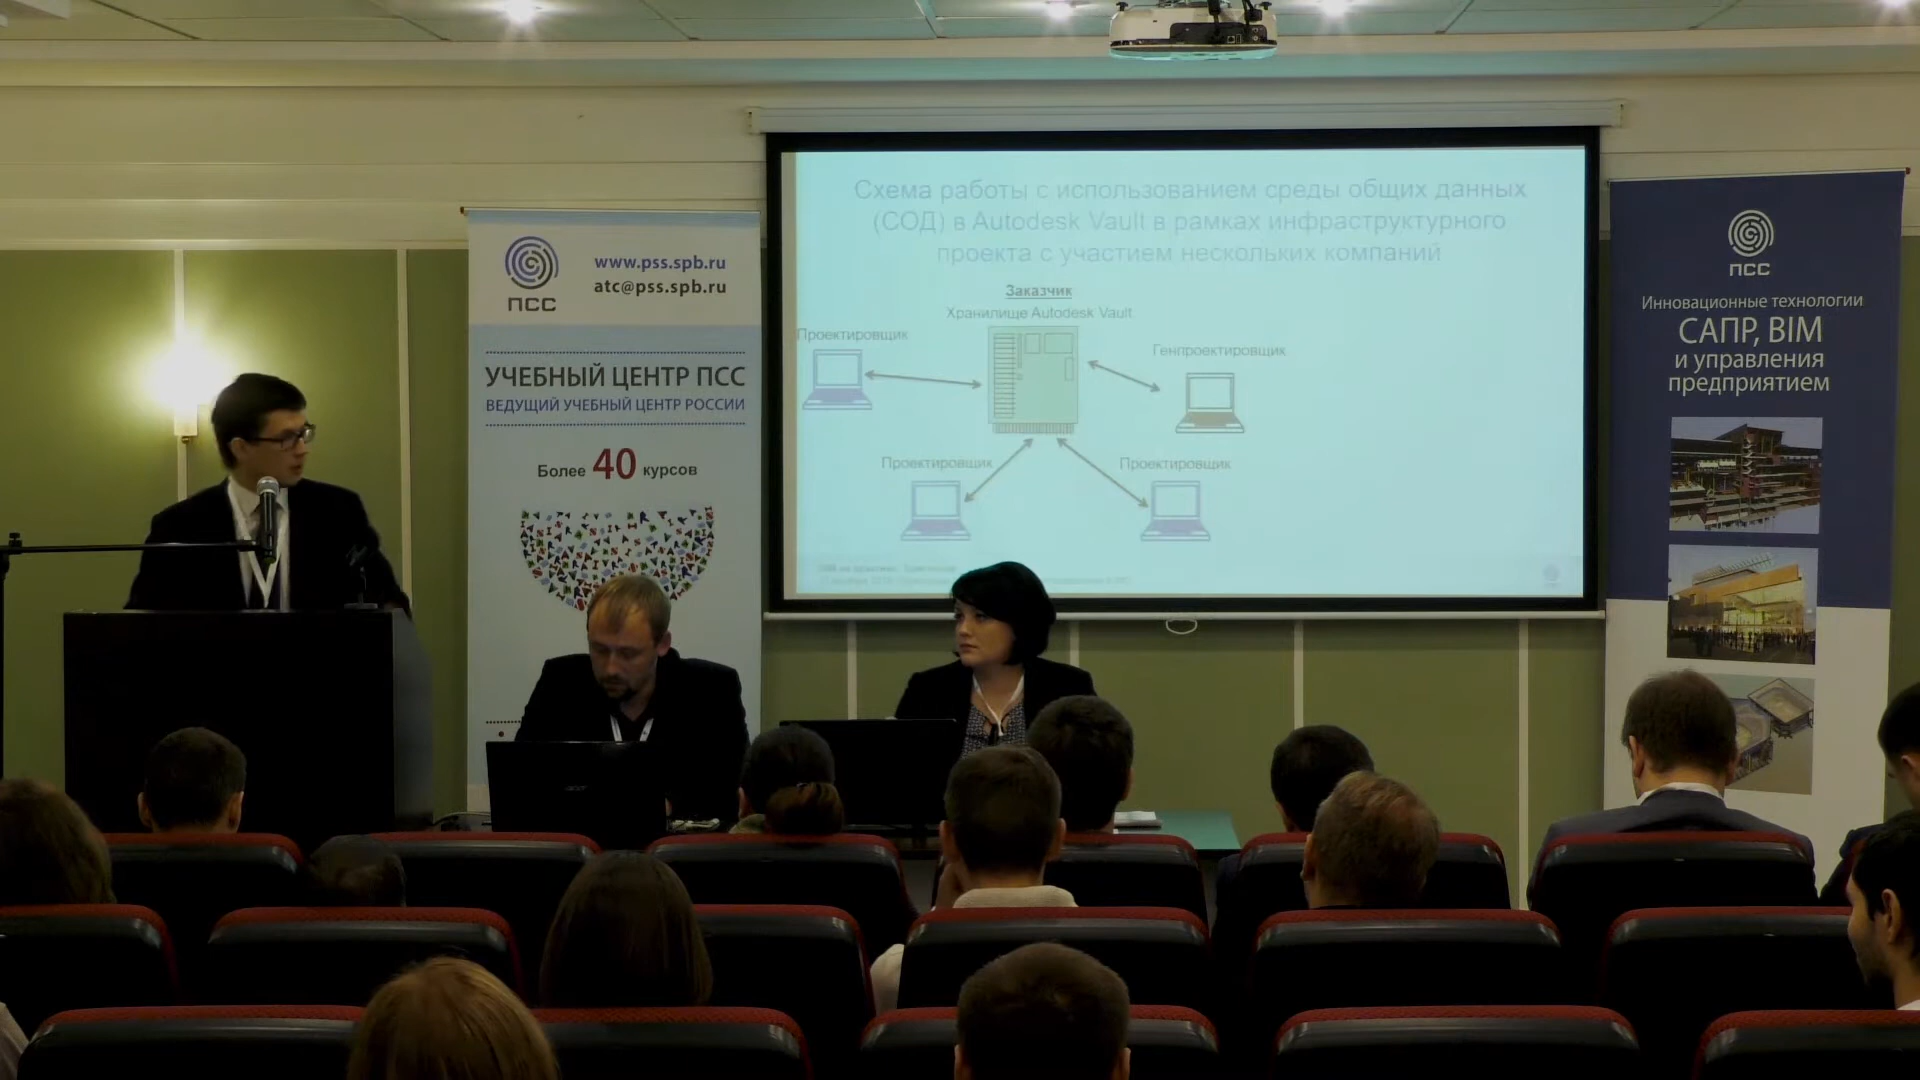 Схема работы с использованием среды общих данных
(СОД) в Autodesk Vault в рамках инфраструктурного
проекта с участием нескольких компаний
Заказчик
Хранилище Autodesk Vault
Проектировщик
Генпроектировщик
Проектировщик
Проектировщик
ПСС
www.pss.spb.ru
atc@pss.spb.ru
УЧЕБНЫЙ ЦЕНТР ПСС
ВЕДУЩИЙ УЧЕБНЫЙ ЦЕНТР РОССИИ
Более 40 курсов
ПСС
Инновационные технологии
САПР, BIM
и управления
предприятием
acer